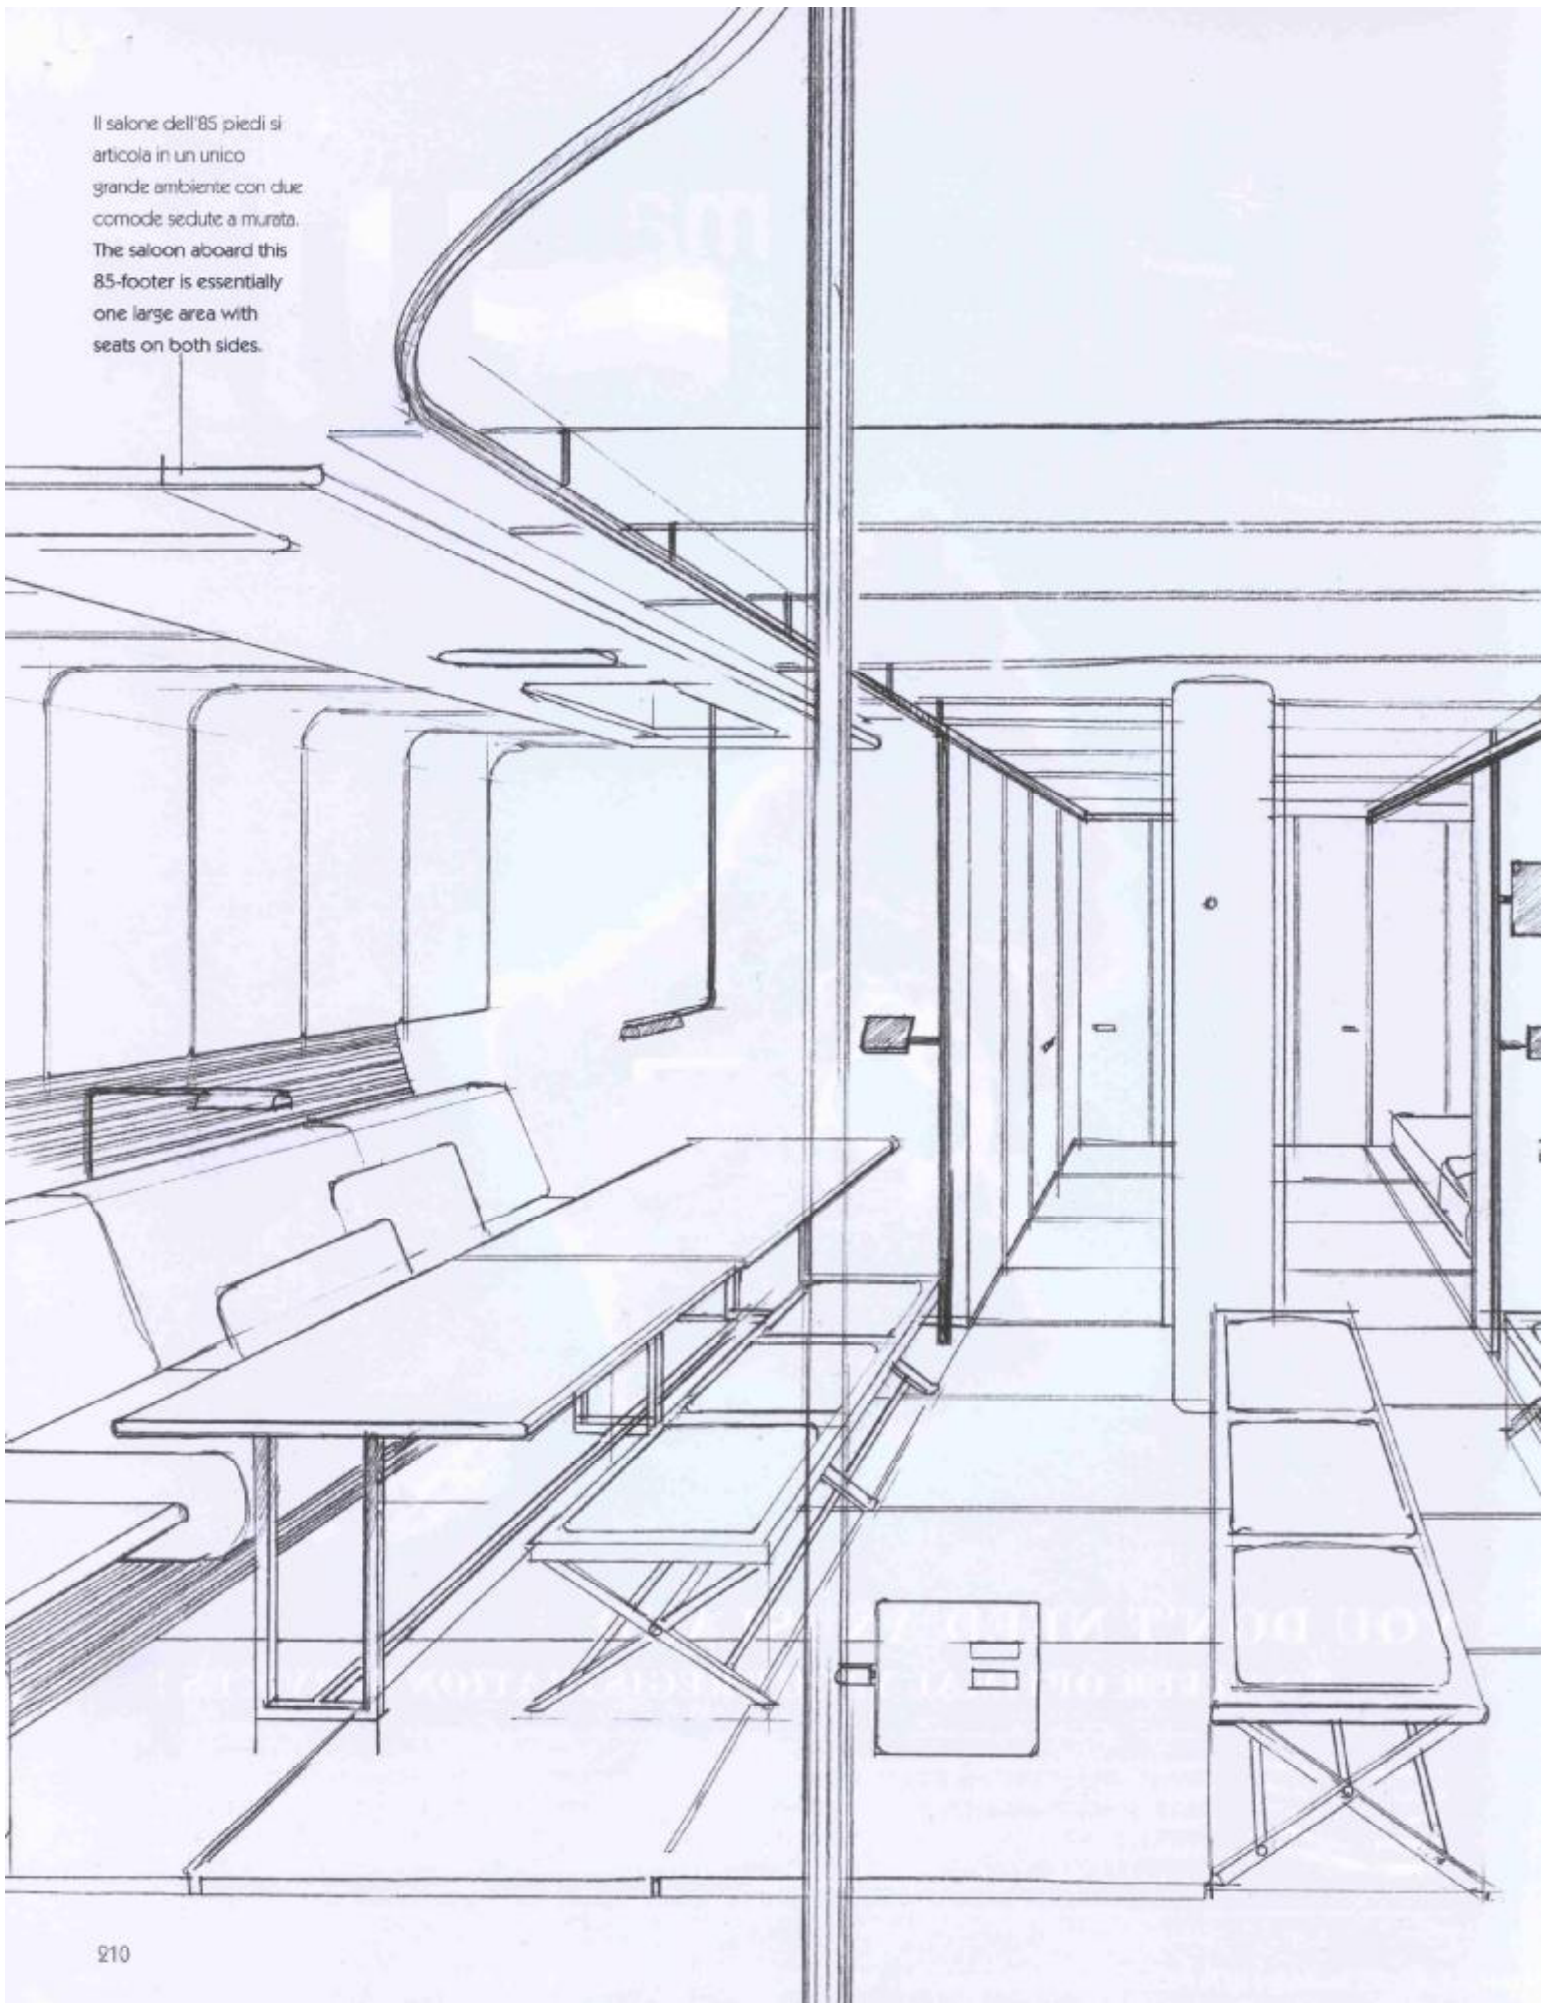 Il salone dell'85 piedi si
articola in un unico
grande ambiente con due
comode sedute a murata.
The saloon aboard this
85-footer is essentially
one large area with
seats on both sides.
210